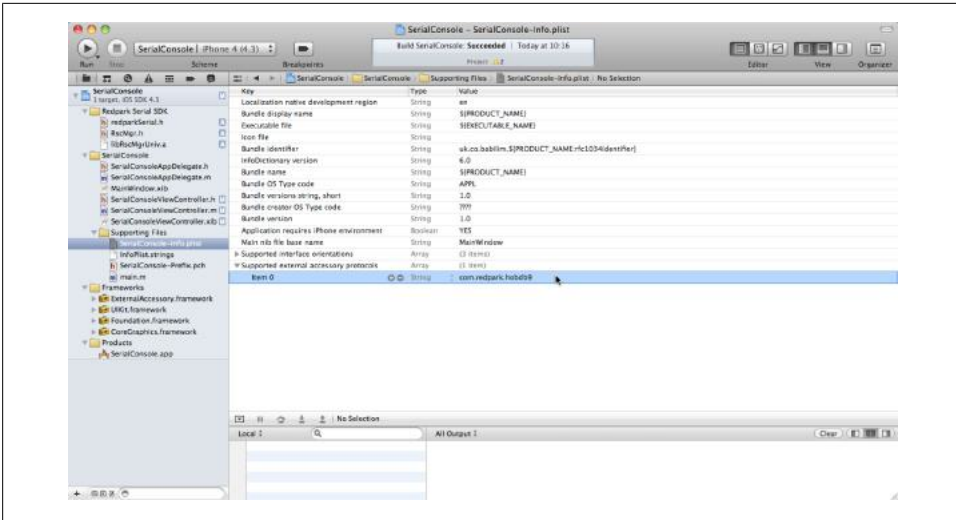 SerialConsole – SerialConsole-Info.plist
SerialConsole | iPhone 4 (4.3)
Build SerialConsole: Succeeded | Today at 10:16
Project
2
Run Stop Scheme Breakpoints
Editor View Organizer
SerialConsole SerialConsole Supporting Files SerialConsole-Info.plist No Selection
SerialConsole
1 target, iOS SDK 4.3
Redpark Serial SDK
redparkSerial.h
RscMgr.h
libRscMgrUniv.a
SerialConsole
SerialConsoleAppDelegate.h
SerialConsoleAppDelegate.m
MainWindow.xib
SerialConsoleViewController.h
SerialConsoleViewController.m
SerialConsoleViewController.xib
Supporting Files
SerialConsole-Info.plist
InfoPlist.strings
SerialConsole-Prefix.pch
main.m
Frameworks
ExternalAccessory.framework
UIKit.framework
Foundation.framework
CoreGraphics.framework
Products
SerialConsole.app
Key Type Value
Localization native development region String en
Bundle display name String ${PRODUCT_NAME}
Executable file String ${EXECUTABLE_NAME}
Icon file String
Bundle identifier String uk.co.babilim.${PRODUCT_NAME:rfc1034identifier}
InfoDictionary version String 6.0
Bundle name String ${PRODUCT_NAME}
Bundle OS Type code String APPL
Bundle versions string, short String 1.0
Bundle creator OS Type code String ????
Bundle version String 1.0
Application requires iPhone environment Boolean YES
Main nib file base name String MainWindow
Supported interface orientations Array (3 items)
Supported external accessory protocols Array (1 item)
Item 0 String com.redpark.hobdb9
No Selection
Local
All Output
Clear